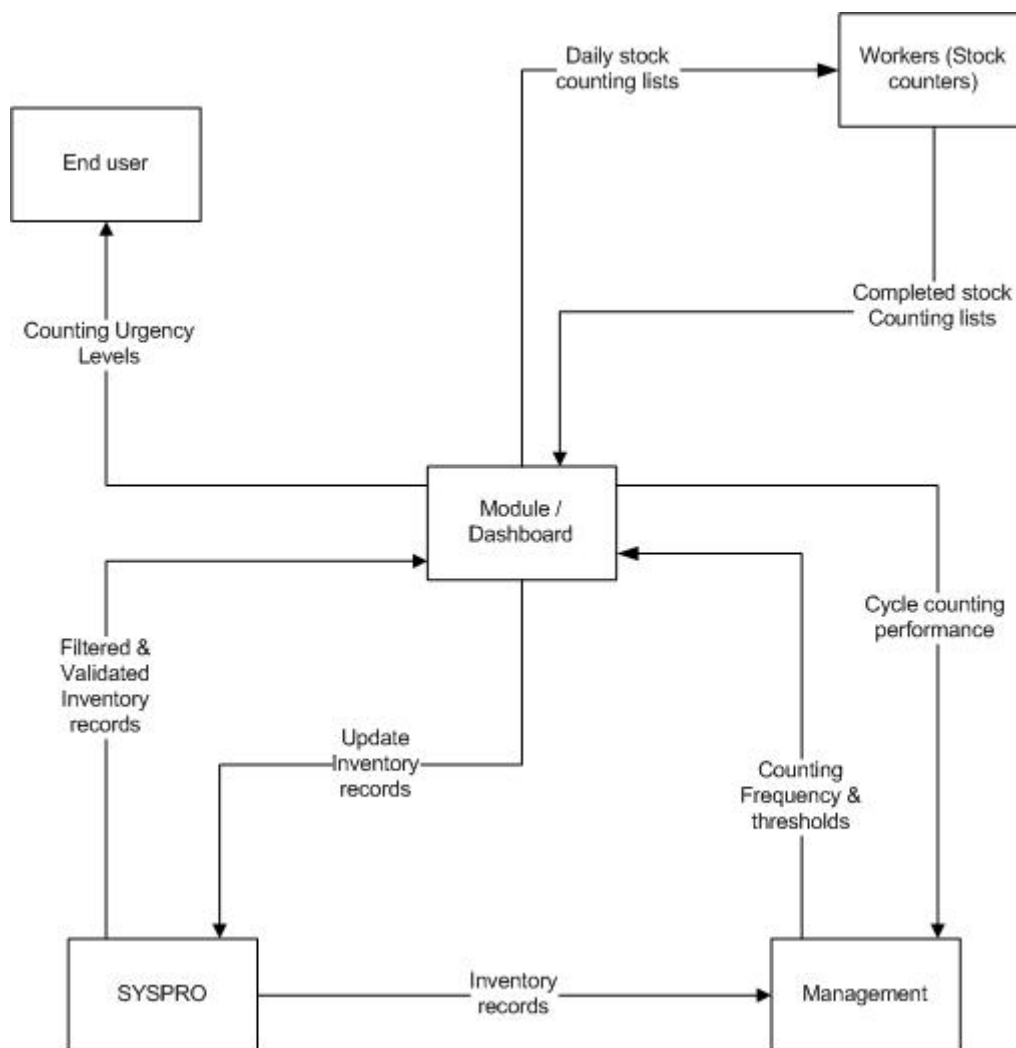 Daily stock
counting lists
Workers (Stock
counters)
End user
Completed stock
Counting lists
Counting Urgency
Levels
Module /
Dashboard
Cycle counting
performance
Filtered &
Validated
Inventory
records
Update
Inventory
records
Counting
Frequency &
thresholds
SYSPRO
Inventory
records
Management